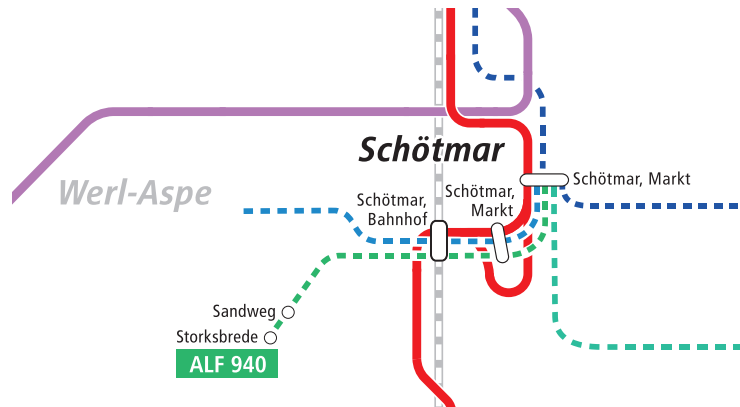 Schötmar
Werl-Aspe
Schötmar, Markt
Schötmar,
Markt
Schötmar,
Bahnhof
Sandweg
Storksbrede
ALF 940